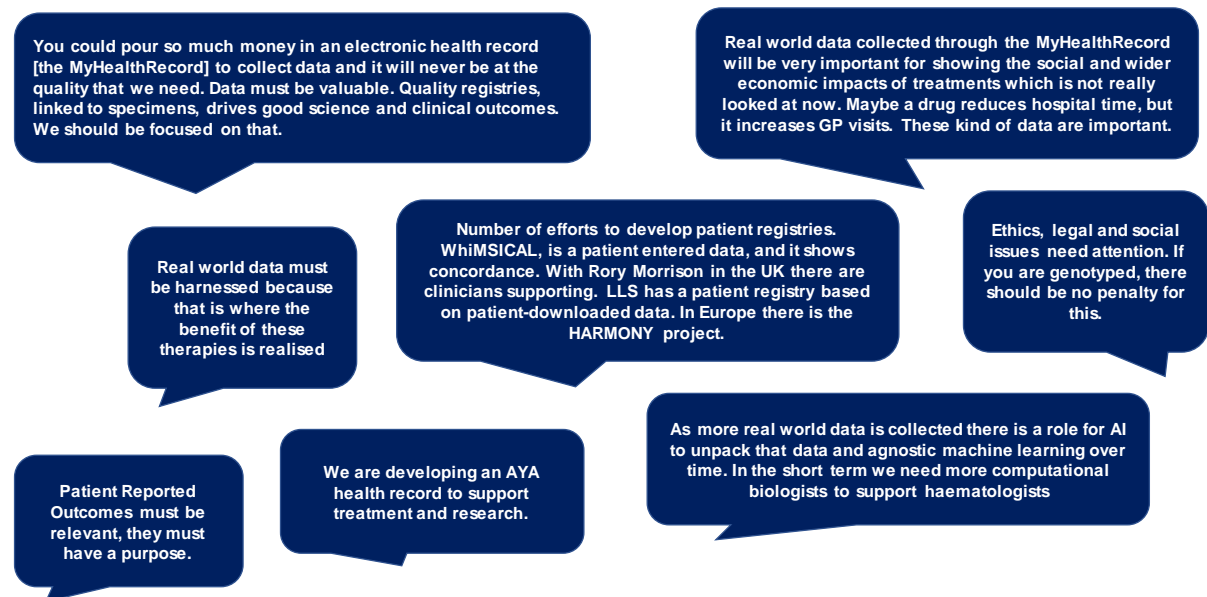 You could pour so much money in an electronic health record
[the MyHealthRecord] to collect data and it will never be at the
quality that we need. Data must be valuable. Quality registries,
linked to specimens, drives good science and clinical outcomes.
We should be focused on that.
Real world data collected through the MyHealthRecord
will be very important for showing the social and wider
economic impacts of treatments which is not really
looked at now. Maybe a drug reduces hospital time, but
it increases GP visits. These kind of data are important.
Real world data must
be harnessed because
that is where the
benefit of these
therapies is realised
Number of efforts to develop patient registries.
WhiMSICAL, is a patient entered data, and it shows
concordance. With Rory Morrison in the UK there are
clinicians supporting. LLS has a patient registry based
on patient-downloaded data. In Europe there is the
HARMONY project.
Ethics, legal and social
issues need attention. If
you are genotyped, there
should be no penalty for
this.
As more real world data is collected there is a role for AI
to unpack that data and agnostic machine learning over
time. In the short term we need more computational
biologists to support haematologists
Patient Reported
Outcomes must be
relevant, they must
have a purpose.
We are developing an AYA
health record to support
treatment and research.